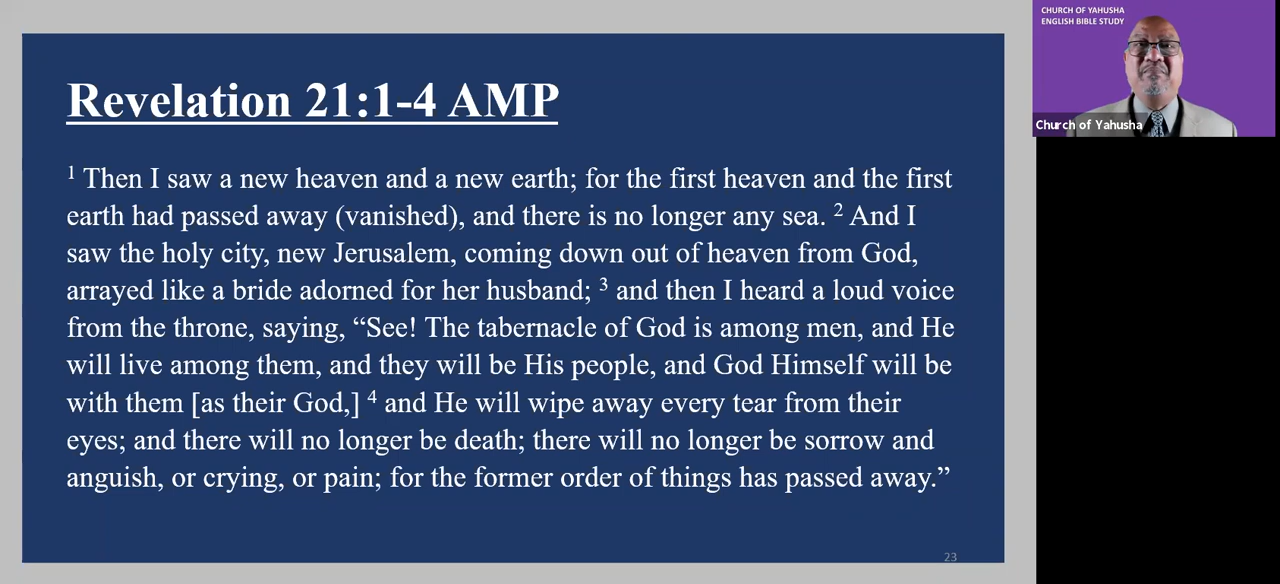 Revelation 21:1-4 AMP
1 Then I saw a new heaven and a new earth; for the first heaven and the first
earth had passed away (vanished), and there is no longer any sea. 2 And I
saw the holy city, new Jerusalem, coming down out of heaven from God,
arrayed like a bride adorned for her husband; 3 and then I heard a loud voice
from the throne, saying, “See! The tabernacle of God is among men, and He
will live among them, and they will be His people, and God Himself will be
with them [as their God,] 4 and He will wipe away every tear from their
eyes; and there will no longer be death; there will no longer be sorrow and
anguish, or crying, or pain; for the former order of things has passed away.”
23
CHURCH OF YAHUSHA
ENGLISH BIBLE STUDY
Church of Yahusha